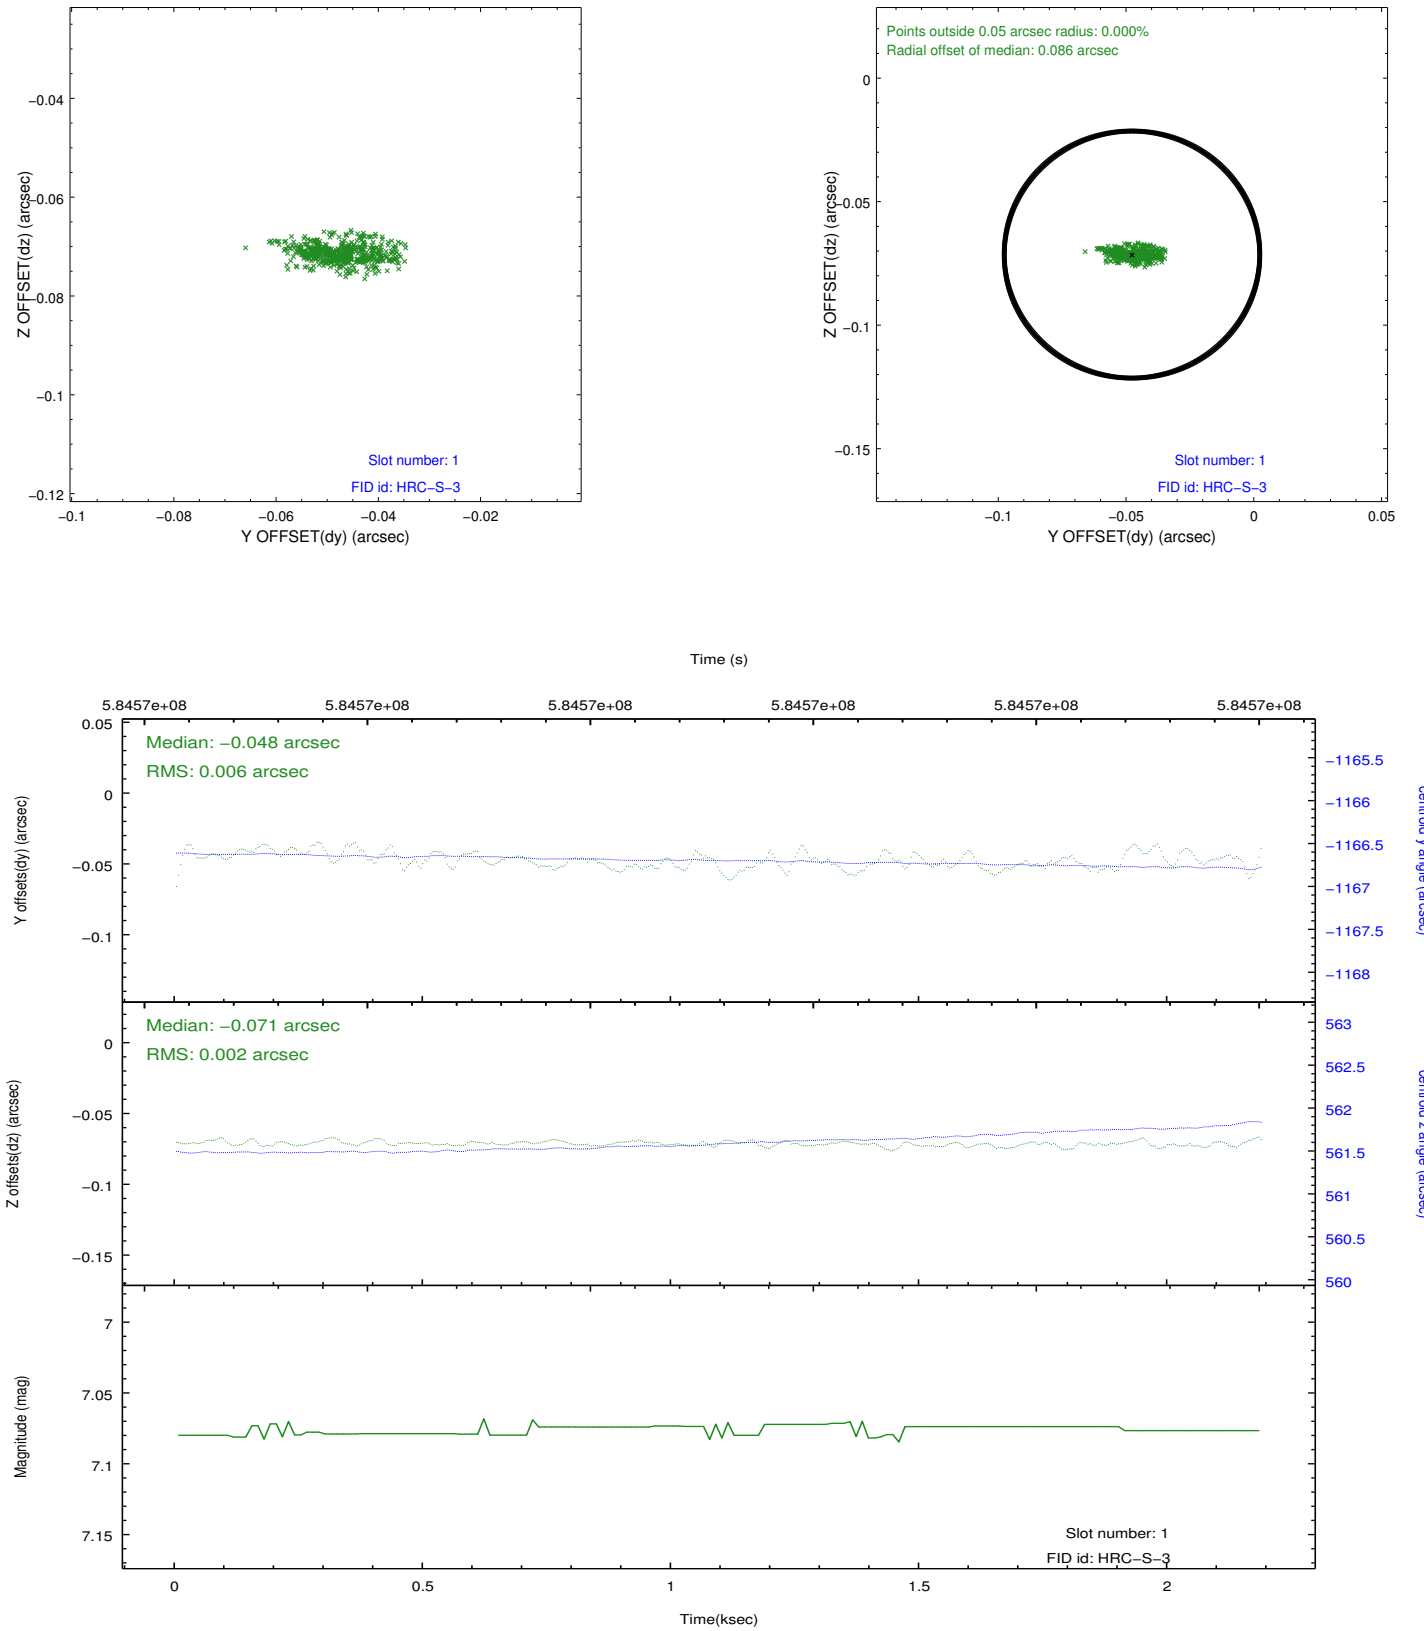 −0.04
−0.06
−0.08
−0.1
−0.12
Z OFFSET(dz) (arcsec)
Slot number: 1
FID id: HRC−S−3
−0.1
−0.08
−0.06
−0.04
−0.02
Y OFFSET(dy) (arcsec)
Points outside 0.05 arcsec radius: 0.000%
Radial offset of median: 0.086 arcsec
0
−0.05
−0.1
−0.15
Z OFFSET(dz) (arcsec)
Slot number: 1
FID id: HRC−S−3
−0.1
−0.05
0
0.05
Y OFFSET(dy) (arcsec)
Time (s)
5.8457e+08
5.8457e+08
5.8457e+08
5.8457e+08
5.8457e+08
5.8457e+08
0.05
0
−0.05
−0.1
Y offsets(dy) (arcsec)
Median: −0.048 arcsec
RMS: 0.006 arcsec
−1165.5
−1166
−1166.5
−1167
−1167.5
−1168
centroid y angle (arcsec)
0
−0.05
−0.1
−0.15
Z offsets(dz) (arcsec)
Median: −0.071 arcsec
RMS: 0.002 arcsec
563
562.5
562
561.5
561
560.5
560
centroid z angle (arcsec)
7
7.05
7.1
7.15
Magnitude (mag)
Slot number: 1
FID id: HRC−S−3
0
0.5
1
1.5
2
Time(ksec)